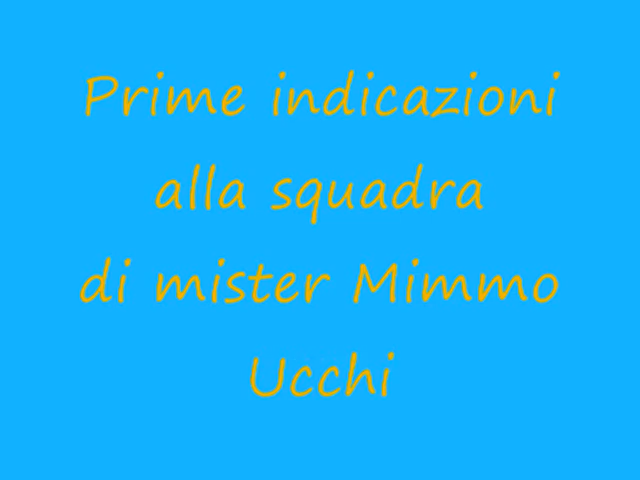 Prime indicazioni
alla squadra
di mister Mimmo
Ucchi